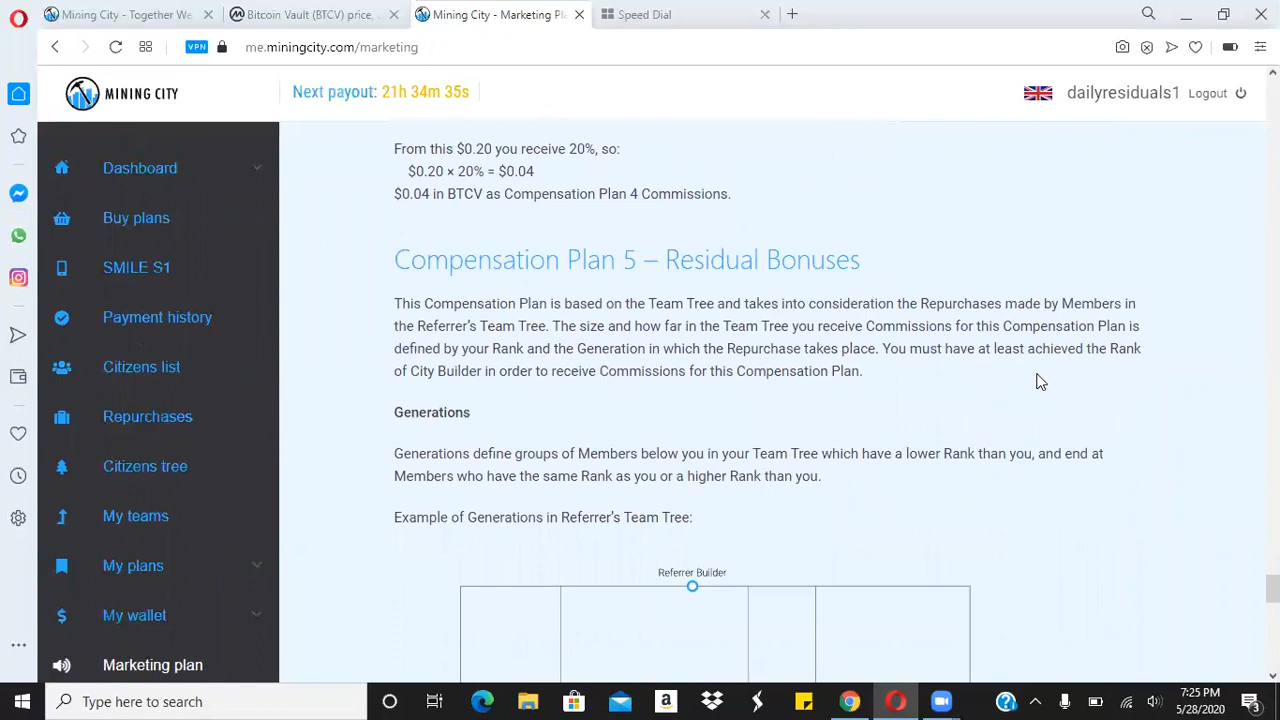 Mining City - Together We
Bitcoin Vault (BTCV) price,
Mining City - Marketing Pl
Speed Dial
VPN
me.miningcity.com/marketing
MINING CITY
Next payout: 21h 34m 35s
dailyresiduals1 Logout
Dashboard
Buy plans
SMILE S1
Payment history
Citizens list
Repurchases
Citizens tree
My teams
My plans
My wallet
Marketing plan
From this $0.20 you receive 20%, so:
$0.20 × 20% = $0.04
$0.04 in BTCV as Compensation Plan 4 Commissions.
Compensation Plan 5 – Residual Bonuses
This Compensation Plan is based on the Team Tree and takes into consideration the Repurchases made by Members in
the Referrer's Team Tree. The size and how far in the Team Tree you receive Commissions for this Compensation Plan is
defined by your Rank and the Generation in which the Repurchase takes place. You must have at least achieved the Rank
of City Builder in order to receive Commissions for this Compensation Plan.
Generations
Generations define groups of Members below you in your Team Tree which have a lower Rank than you, and end at
Members who have the same Rank as you or a higher Rank than you.
Example of Generations in Referrer's Team Tree:
Referrer Builder
Type here to search
7:25 PM
5/28/2020
3